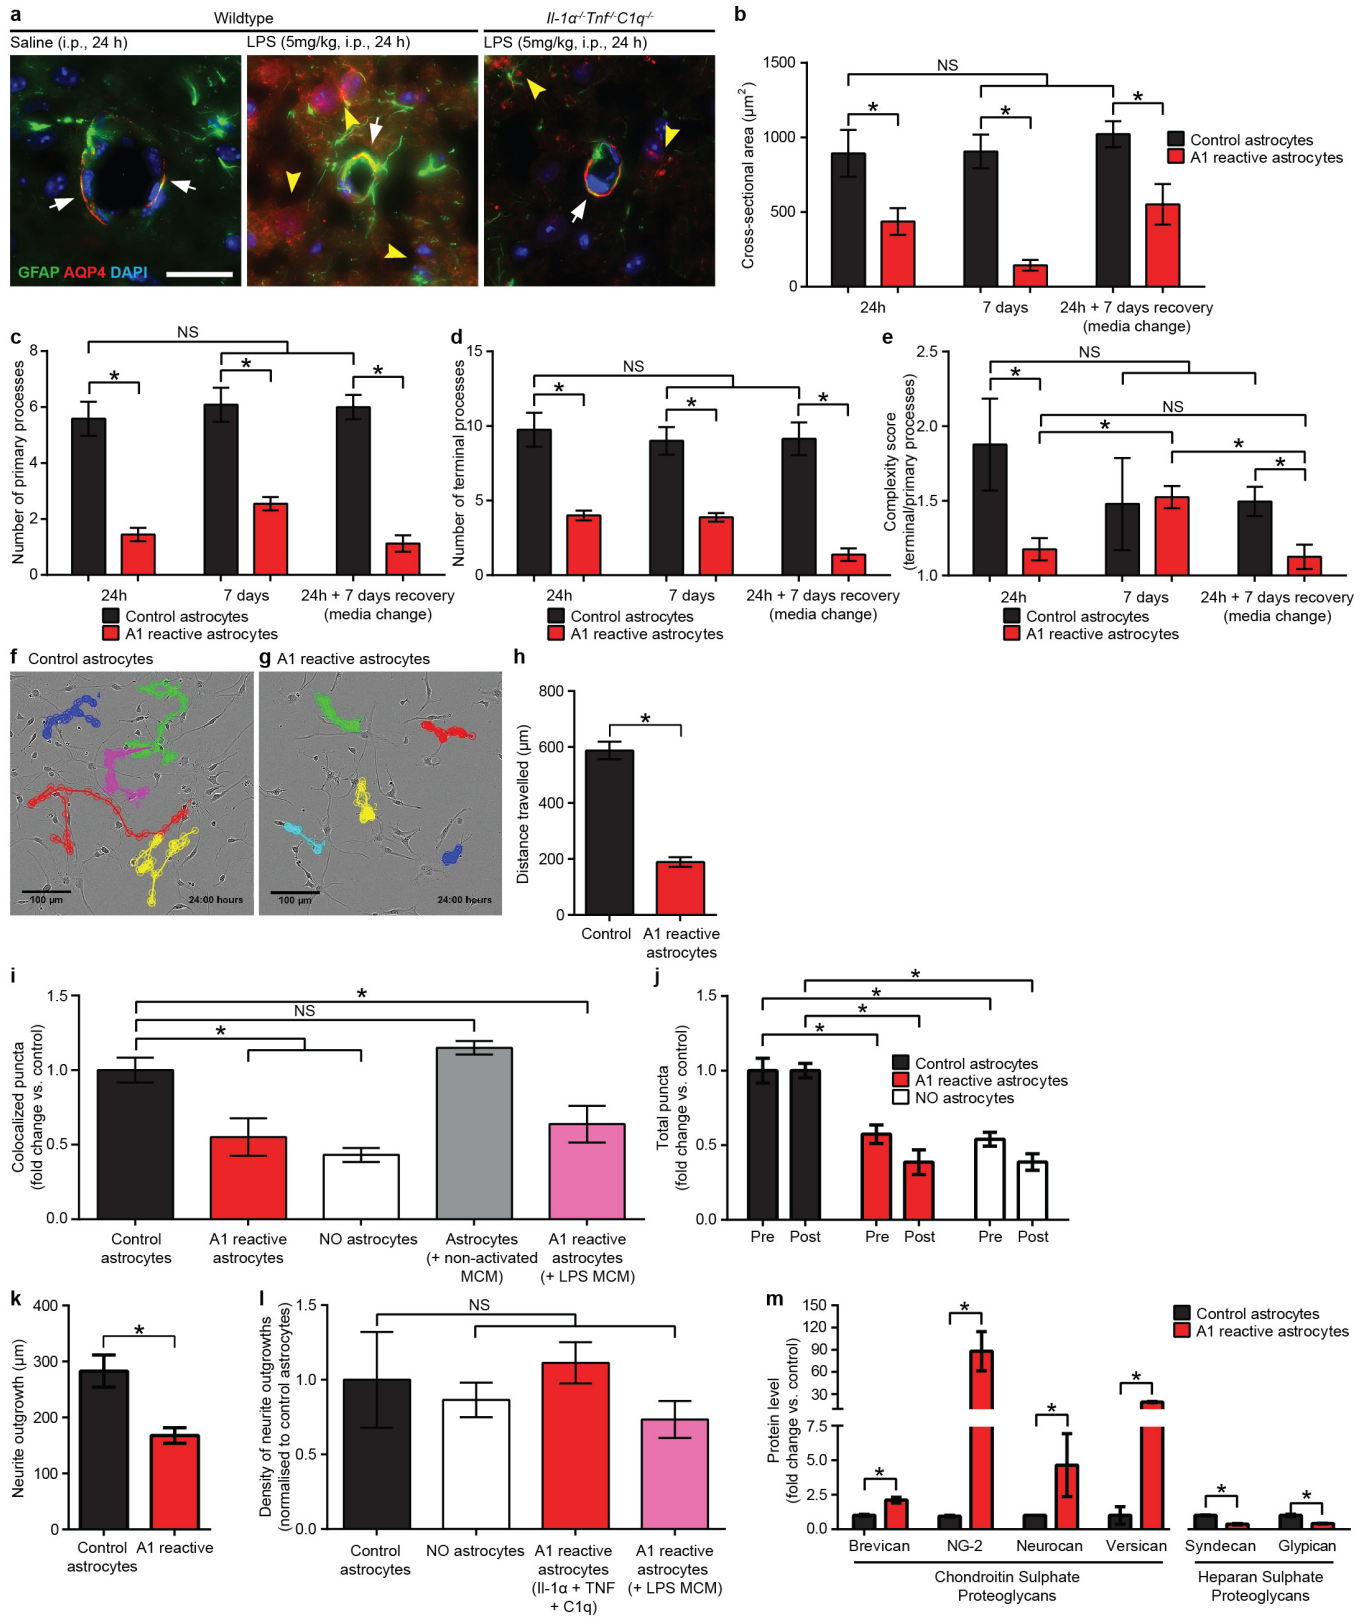 a
Wildtype
Il-1α-/-Tnf-/-C1q-/-
Saline (i.p., 24 h)
LPS (5mg/kg, i.p., 24 h)
LPS (5mg/kg, i.p., 24 h)
GFAP AQP4 DAPI
b
Cross-sectional area (µm2)
1500
1000
500
0
NS
*
*
*
Control astrocytes
A1 reactive astrocytes
24h
7 days
24h + 7 days recovery
(media change)
c
Number of primary processes
8
6
4
2
0
NS
*
*
*
24h
7 days
24h + 7 days recovery
(media change)
Control astrocytes
A1 reactive astrocytes
d
Number of terminal processes
15
10
5
0
NS
*
*
*
24h
7 days
24h + 7 days recovery
(media change)
Control astrocytes
A1 reactive astrocytes
e
Complexity score
(terminal/primary processes)
2.5
2.0
1.5
1.0
NS
*
NS
*
*
*
24h
7 days
24h + 7 days recovery
(media change)
Control astrocytes
A1 reactive astrocytes
f Control astrocytes
100 µm
24:00 hours
g A1 reactive astrocytes
100 µm
24:00 hours
h
Distance travelled (µm)
800
600
400
200
0
*
Control
A1 reactive
astrocytes
i
Colocalized puncta
(fold change vs. control)
1.5
1.0
0.5
0.0
*
NS
*
Control
astrocytes
A1 reactive
astrocytes
NO astrocytes
Astrocytes
(+ non-activated
MCM)
A1 reactive
astrocytes
(+ LPS MCM)
j
Total puncta
(fold change vs. control)
1.5
1.0
0.5
0.0
*
*
*
*
Control astrocytes
A1 reactive astrocytes
NO astrocytes
Pre Post Pre Post Pre Post
k
Neurite outgrowth (µm)
400
300
200
100
0
*
Control
astrocytes
A1 reactive
l
Density of neurite outgrowths
(normalised to control astrocytes)
1.5
1.0
0.5
0.0
NS
Control
astrocytes
NO astrocytes
A1 reactive
astrocytes
(Il-1α + TNF
+ C1q)
A1 reactive
astrocytes
(+ LPS MCM)
m
Protein level
(fold change vs. control)
150
120
90
60
30
7.5
5.0
2.5
0.0
*
*
*
*
*
*
Control astrocytes
A1 reactive astrocytes
Brevican NG-2 Neurocan Versican Syndecan Glypican
Chondroitin Sulphate
Proteoglycans
Heparan Sulphate
Proteoglycans